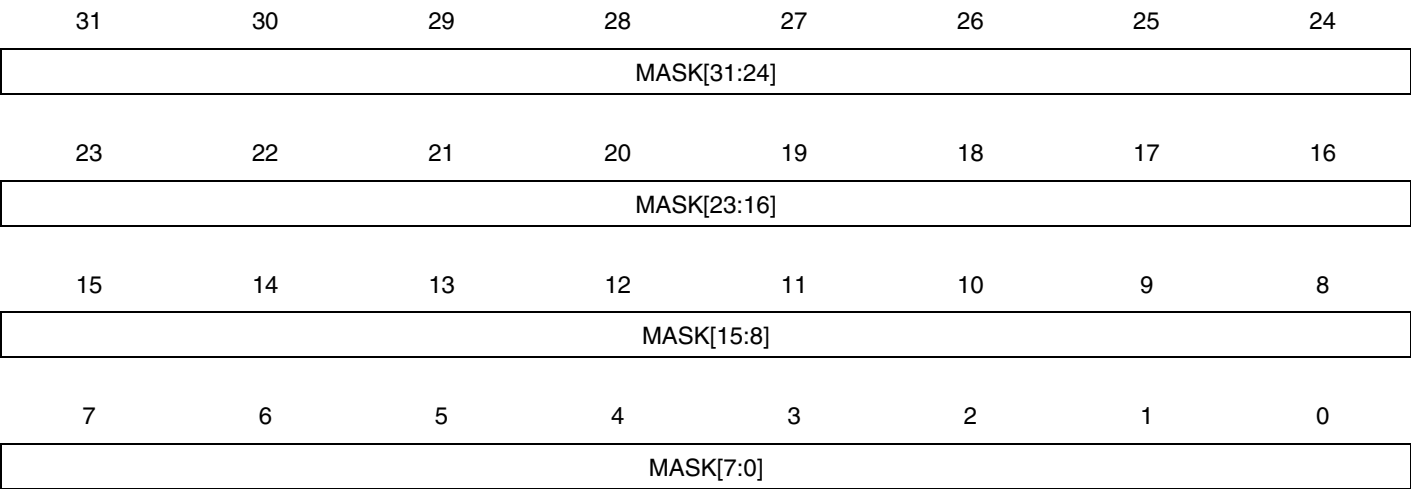 31 30 29 28 27 26 25 24
MASK[31:24]
23 22 21 20 19 18 17 16
MASK[23:16]
15 14 13 12 11 10 9 8
MASK[15:8]
7 6 5 4 3 2 1 0
MASK[7:0]